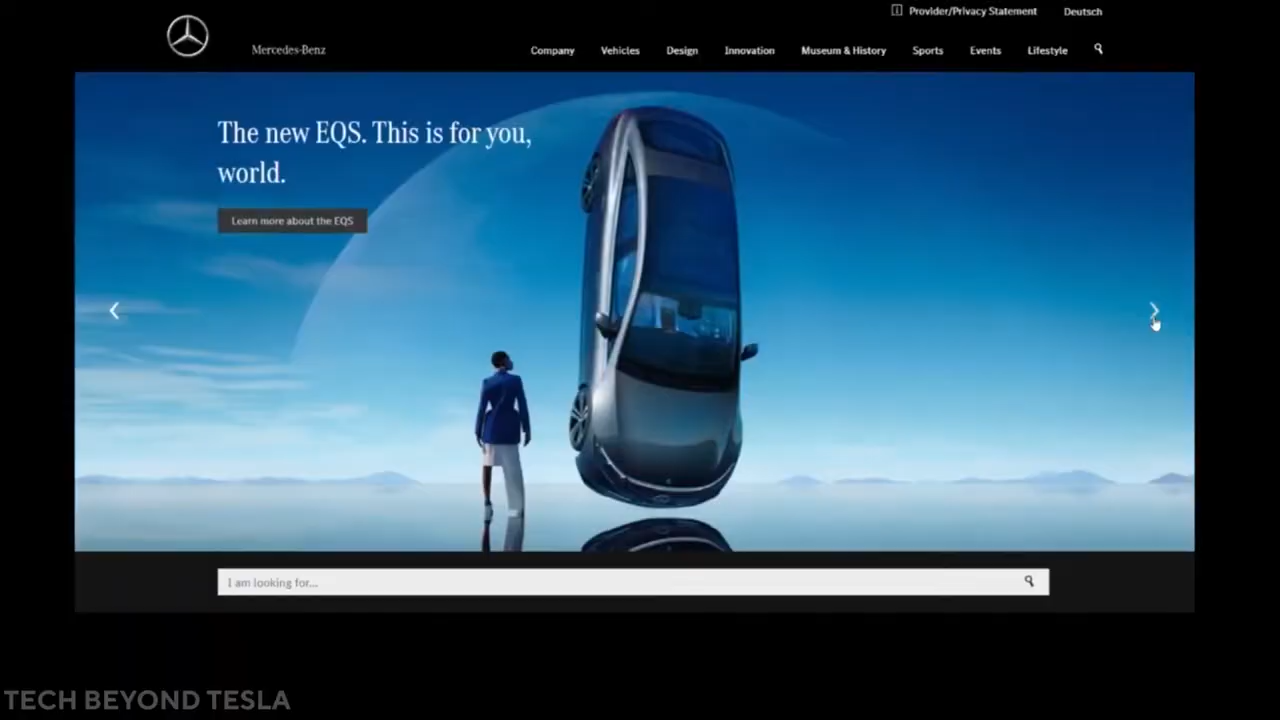 Provider/Privacy Statement Deutsch
Mercedes-Benz Company Vehicles Design Innovation Museum & History Sports Events Lifestyle
The new EQS. This is for you,
world.
Learn more about the EQS
I am looking for...
TECH BEYOND TESLA